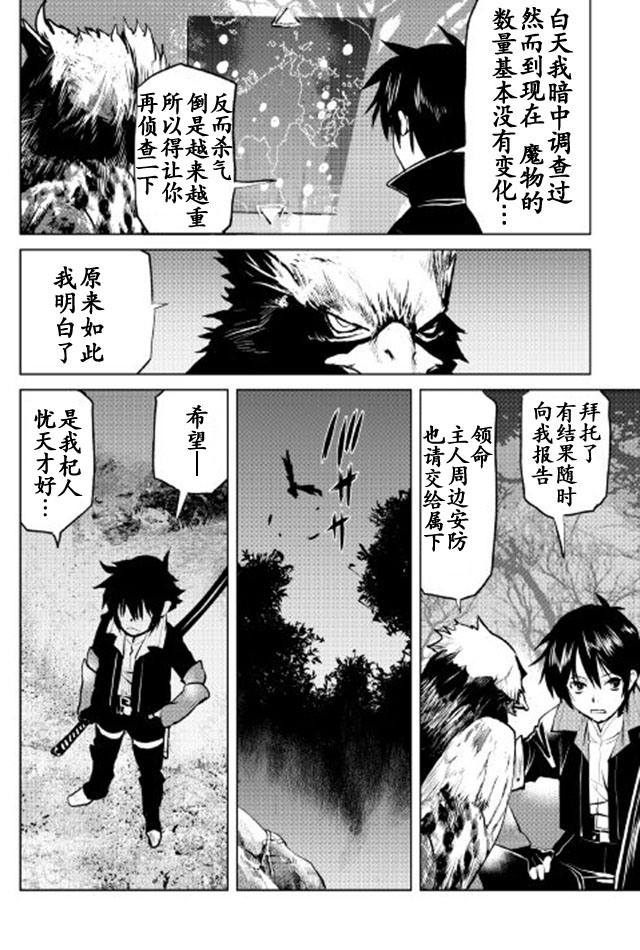 白天我暗中调查过
然而到现在 魔物的
数量基本没有变化…
反而杀气
倒是越来越重
所以得让你
再侦查二下
原来如此
我明白了
拜托了
有结果随时
向我报告
领命
主人周边安防
也请交给属下
希望—
是我杞人
忧天才好…